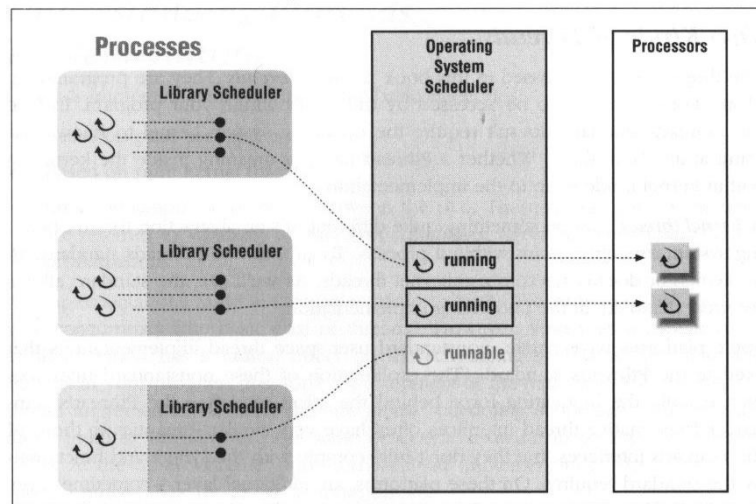 Processes
Library Scheduler
Library Scheduler
Library Scheduler
Operating
System
Scheduler
running
running
runnable
Processors